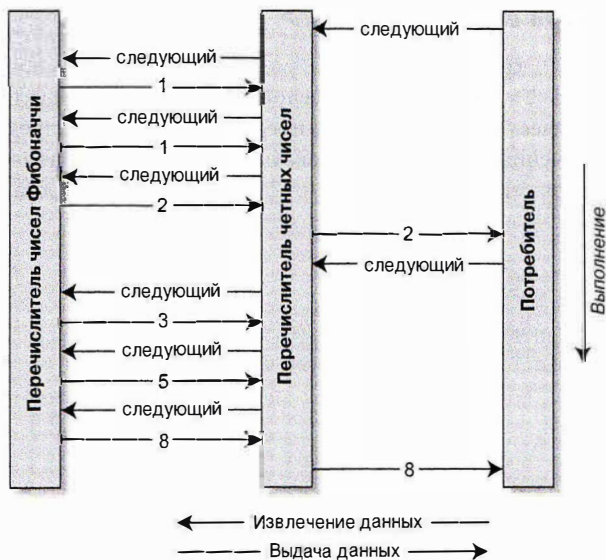 следующий
следующий
1
следующий
1
следующий
2
2
следующий
следующий
3
следующий
5
следующий
8
8
Перечислитель чисел Фибоначчи
Перечислитель четных чисел
Потребитель
Выполнение
Извлечение данных
Выдача данных